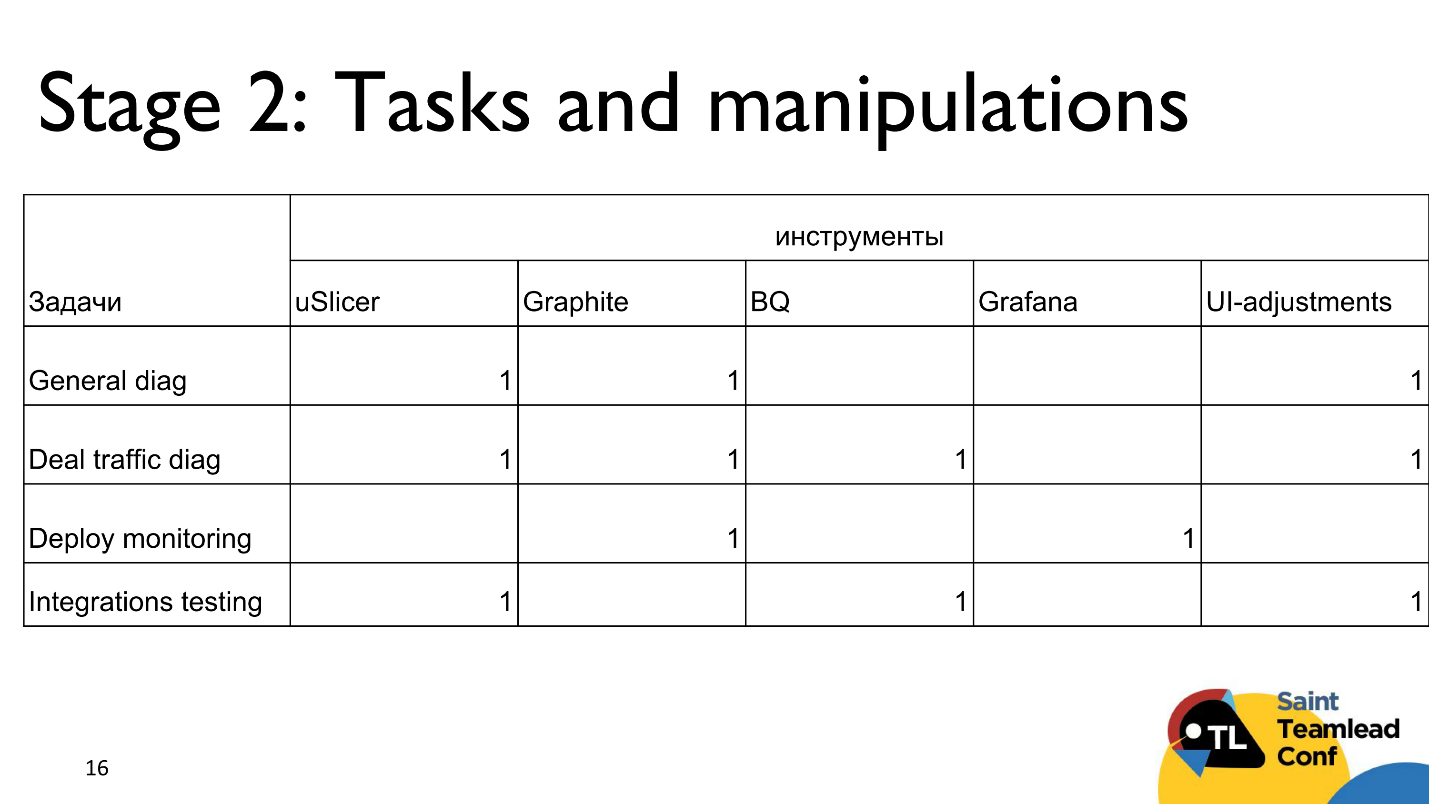 Stage 2: Tasks and manipulations
инструменты
Задачи uSlicer Graphite BQ Grafana UI-adjustments
General diag 1 1 1
Deal traffic diag 1 1 1 1
Deploy monitoring 1 1
Integrations testing 1 1 1
TL
Saint
Teamlead
Conf
16